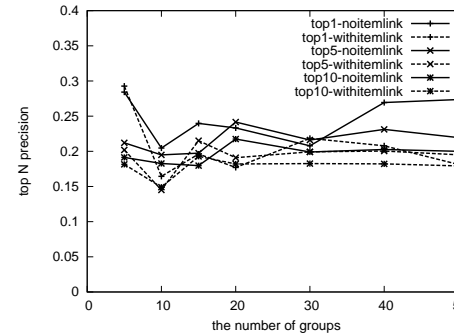 0.4
0.35
0.3
0.25
0.2
0.15
0.1
0.05
0
top N precision
top1-noitemlink
top1-withitemlink
top5-noitemlink
top5-withitemlink
top10-noitemlink
top10-withitemlink
0 10 20 30 40
the number of groups